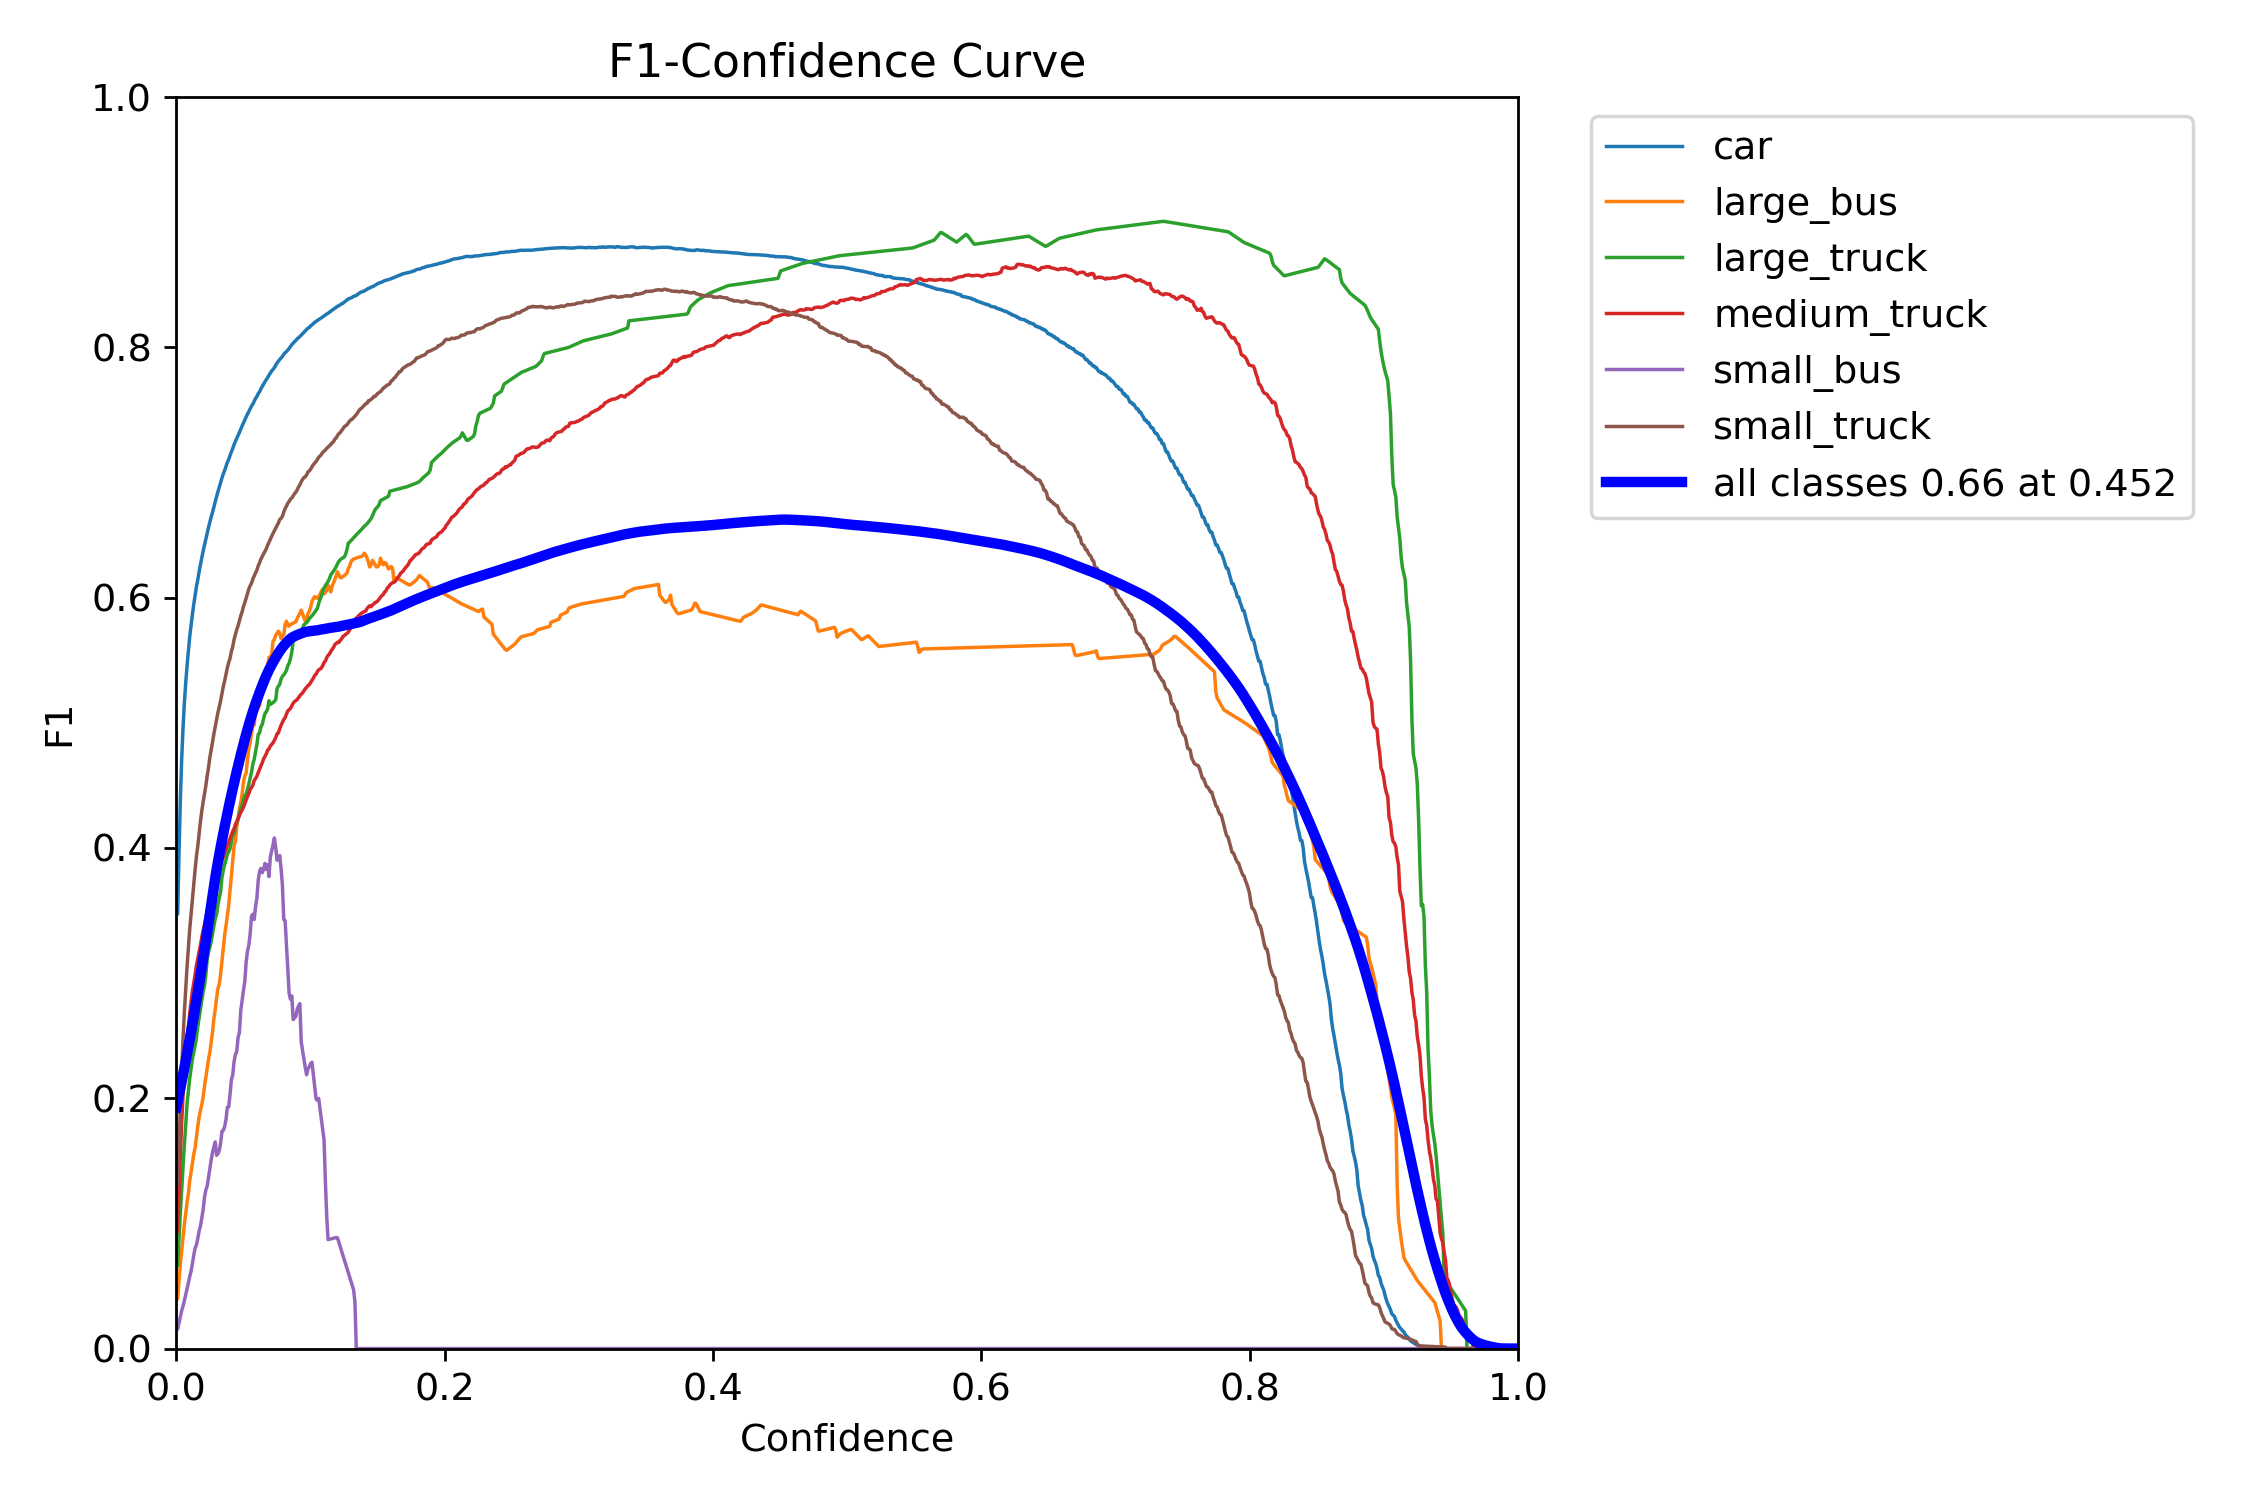 F1-Confidence Curve
1.0
0.8
0.6
0.4
0.2
0.0
F1
0.0 0.2 0.4 0.6 0.8 1.0
Confidence
car
large_bus
large_truck
medium_truck
small_bus
small_truck
all classes 0.66 at 0.452